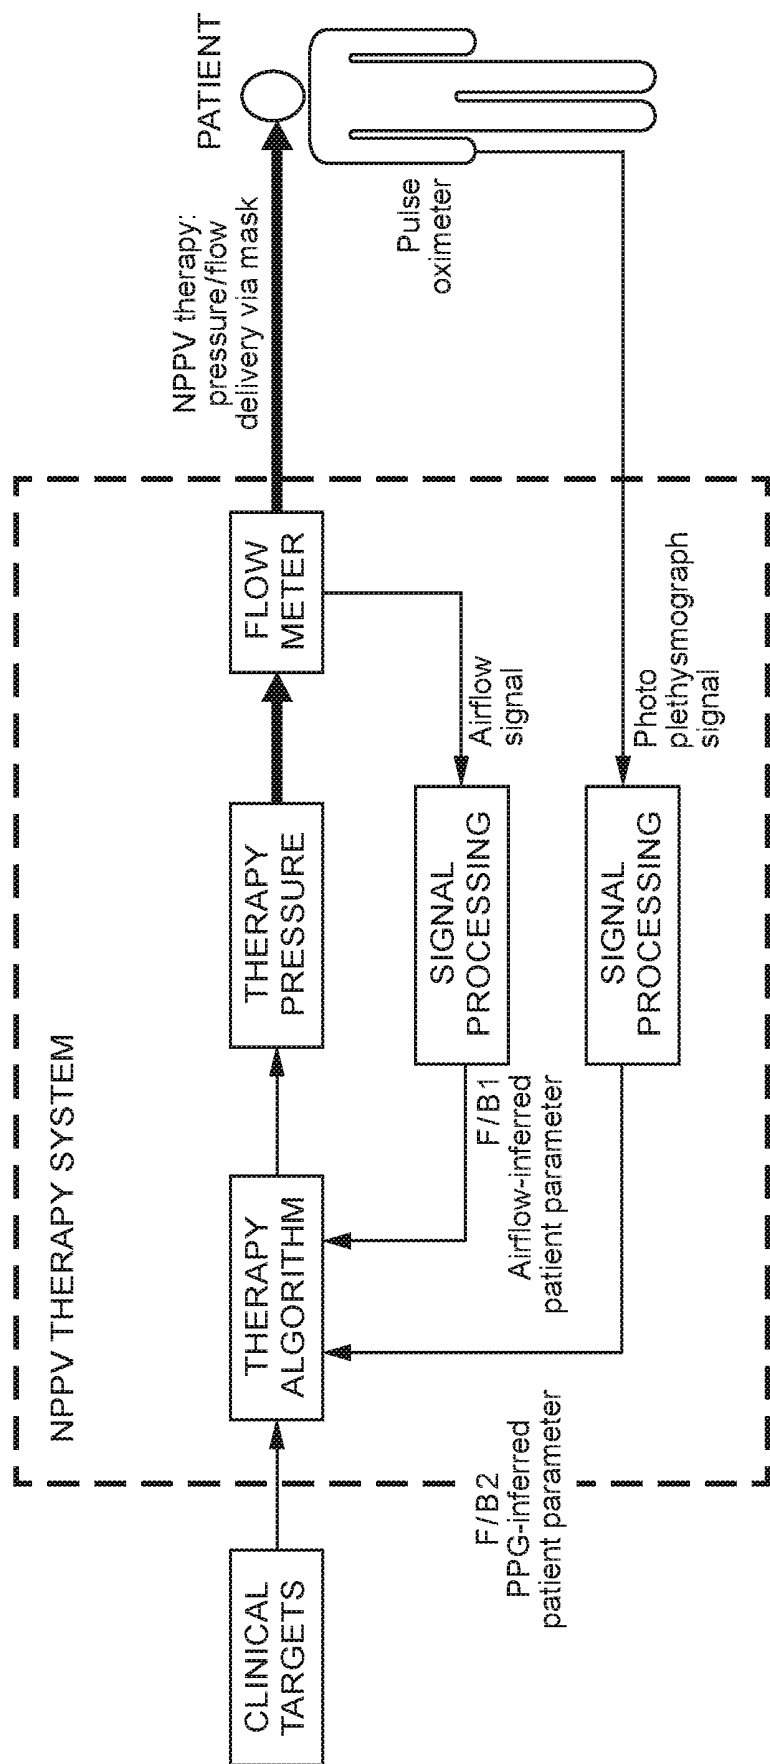 NPPV THERAPY SYSTEM
CLINICAL
TARGETS
THERAPY
ALGORITHM
THERAPY
PRESSURE
FLOW
METER
NPPV therapy:
pressure/flow
delivery via mask
PATIENT
Pulse
oximeter
Airflow
signal
SIGNAL
PROCESSING
F/B1
Airflow-inferred
patient parameter
Photo
plethysmograph
signal
SIGNAL
PROCESSING
F/B2
PPG-inferred
patient parameter